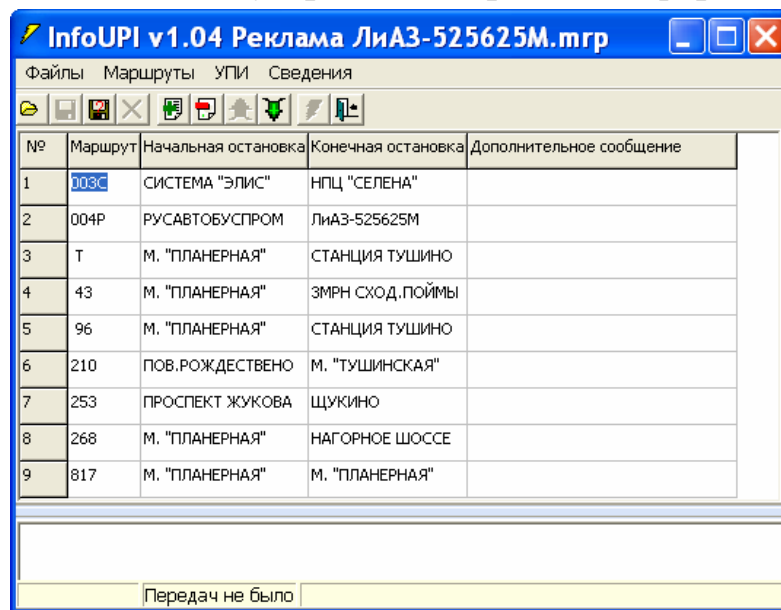 InfoUPI v1.04 Реклама ЛиАЗ-525625М.mrp
Файлы Маршруты УПИ Сведения
№ Маршрут Начальная остановка Конечная остановка Дополнительное сообщение
1 003С СИСТЕМА "ЭЛИС" НПЦ "СЕЛЕНА"
2 004Р РУСАВТОБУСПРОМ ЛиАЗ-525625М
3 Т М. "ПЛАНЕРНАЯ" СТАНЦИЯ ТУШИНО
4 43 М. "ПЛАНЕРНАЯ" ЗМРН СХОД.ПОЙМЫ
5 96 М. "ПЛАНЕРНАЯ" СТАНЦИЯ ТУШИНО
6 210 ПОВ.РОЖДЕСТВЕНО М. "ТУШИНСКАЯ"
7 253 ПРОСПЕКТ ЖУКОВА ЩУКИНО
8 268 М. "ПЛАНЕРНАЯ" НАГОРНОЕ ШОССЕ
9 817 М. "ПЛАНЕРНАЯ" М. "ПЛАНЕРНАЯ"
Передач не было